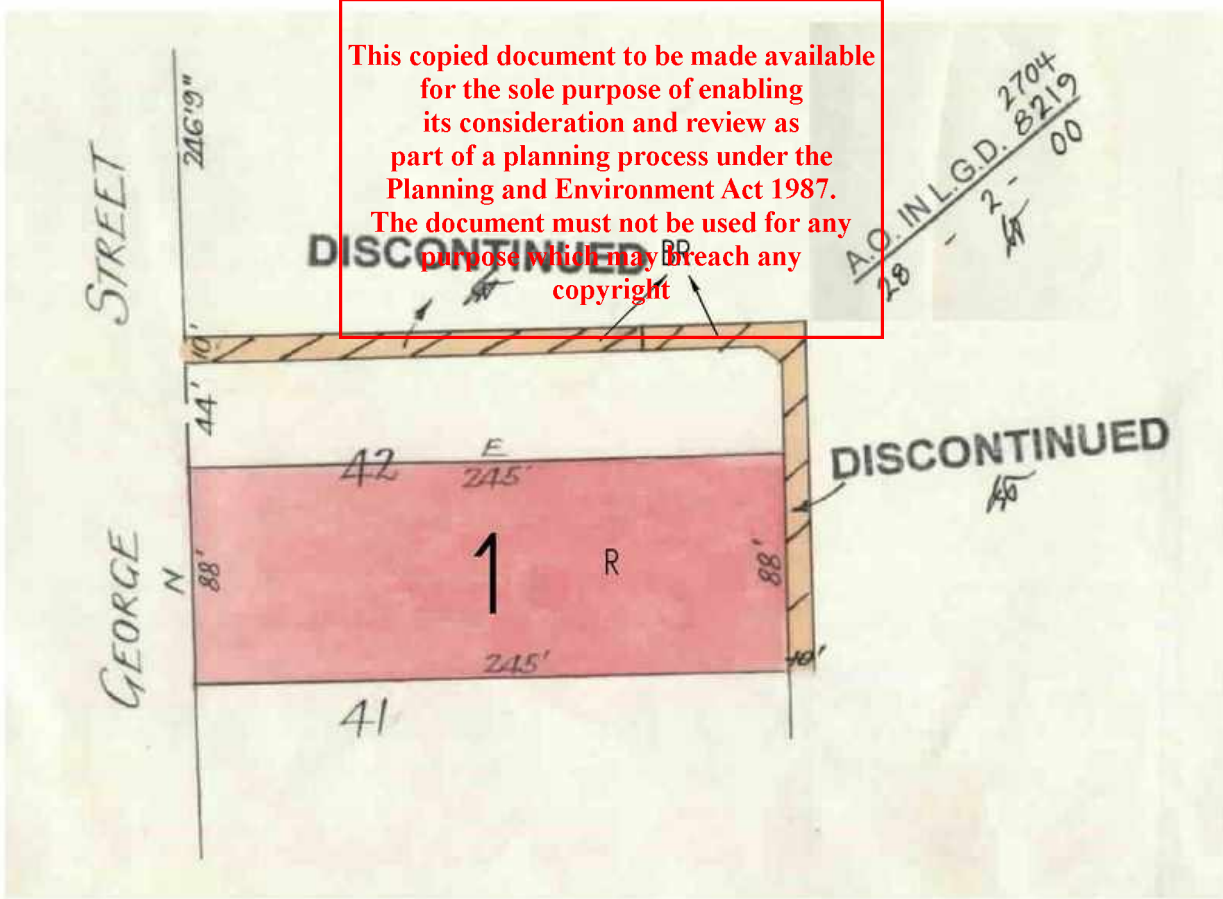 This copied document to be made available
for the sole purpose of enabling
its consideration and review as
part of a planning process under the
Planning and Environment Act 1987.
The document must not be used for any
purpose which may breach any
copyright
2704
A.O. IN L.G.D. 8219
28 - 2 - 00
246'9"
STREET
DISCONTINUED
BR
10'
44'
DISCONTINUED
42
E
245'
GEORGE
N
88'
1
R
88'
245'
10'
41